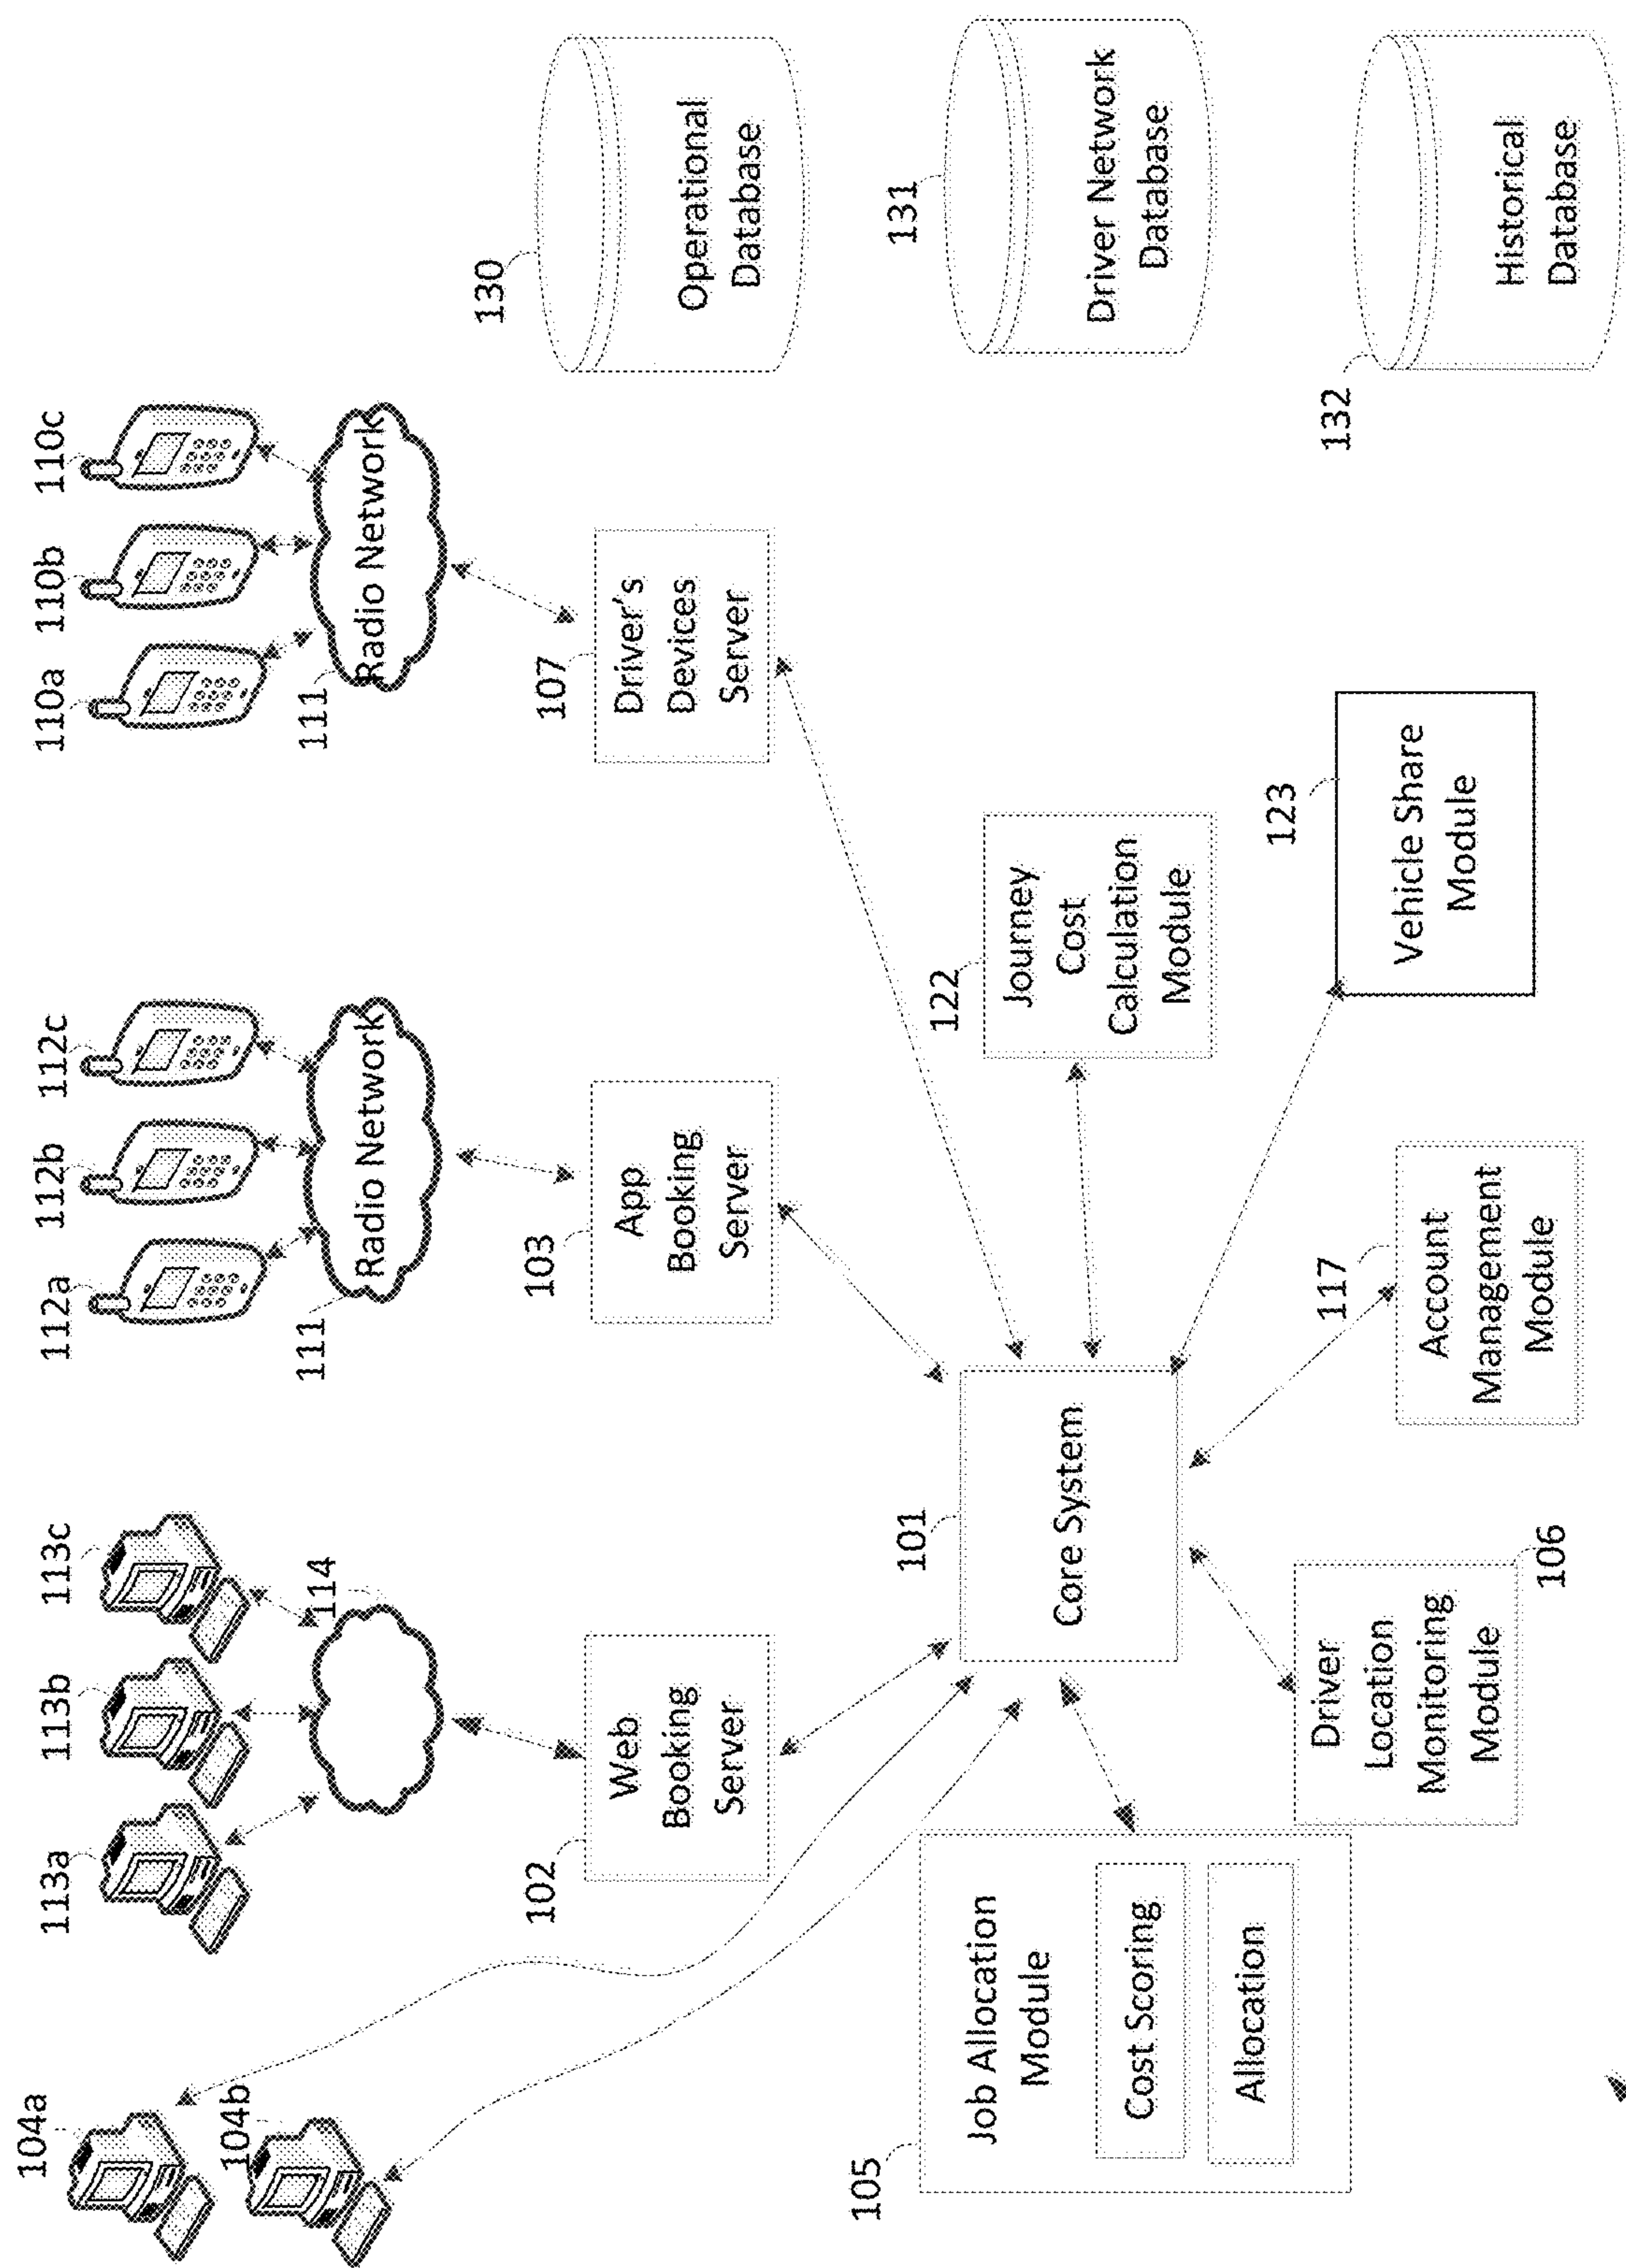 104a
104b
113a
113b
113c
114
112a
112b
112c
111
Radio Network
110a
110b
110c
111
Radio Network
102
Web
Booking
Server
103
App
Booking
Server
107
Driver's
Devices
Server
130
Operational
Database
131
Driver Network
Database
132
Historical
Database
101
Core System
105
Job Allocation
Module
Cost Scoring
Allocation
Driver
Location
Monitoring
Module
106
117
Account
Management
Module
122
Journey
Cost
Calculation
Module
123
Vehicle Share
Module